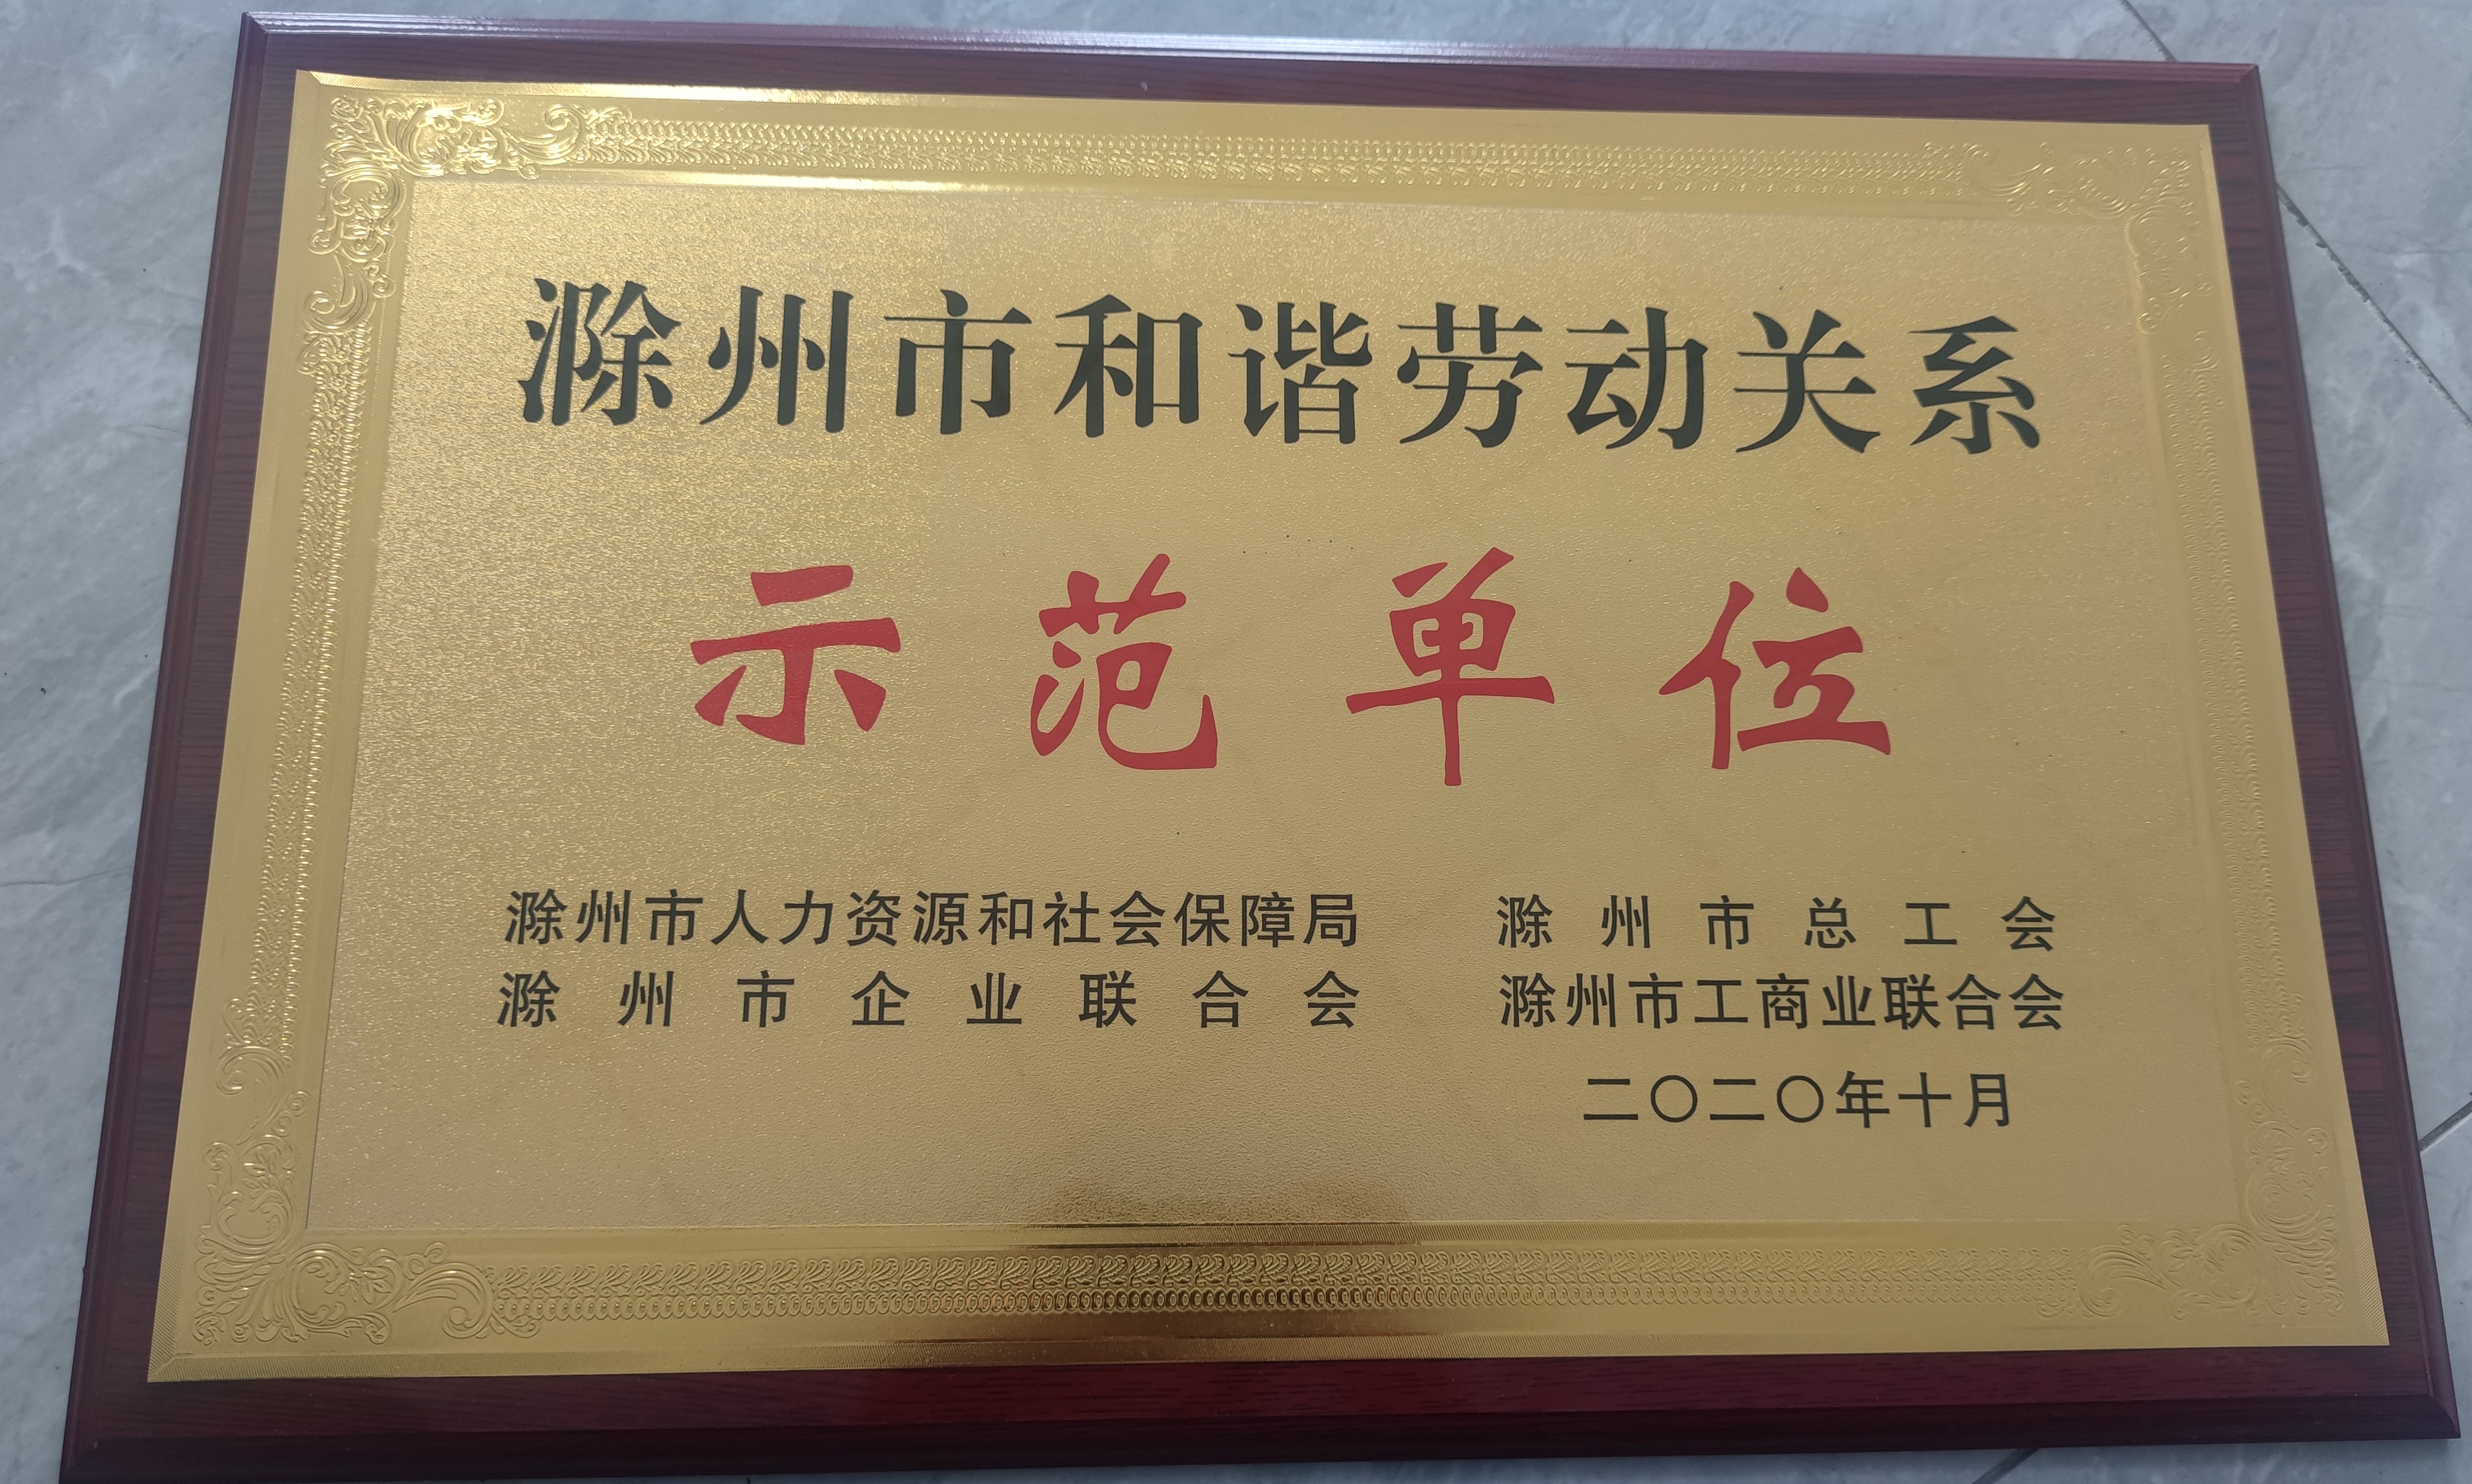 滁州市和谐劳动关系
示范单位
滁州市人力资源和社会保障局 滁州市总工会
滁州市企业联合会 滁州市工商业联合会
二〇二〇年十月